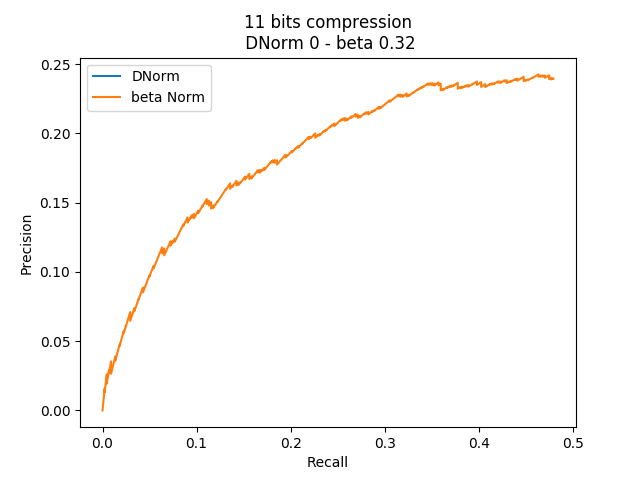 11 bits compression
DNorm 0 - beta 0.32
DNorm
beta Norm
0.25
0.20
0.15
0.10
0.05
0.00
Precision
0.0 0.1 0.2 0.3 0.4 0.5
Recall